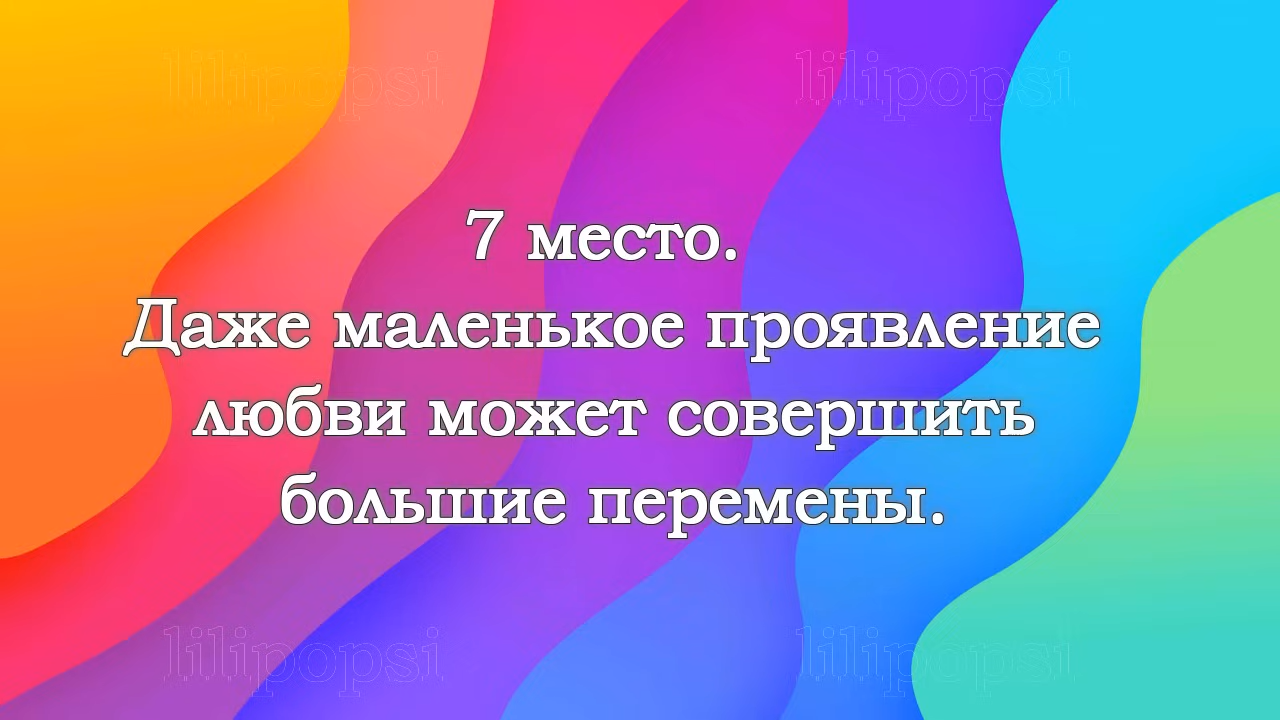 lilipopsi lilipopsi
7 место.
Даже маленькое проявление
любви может совершить
большие перемены.
lilipopsi lilipopsi